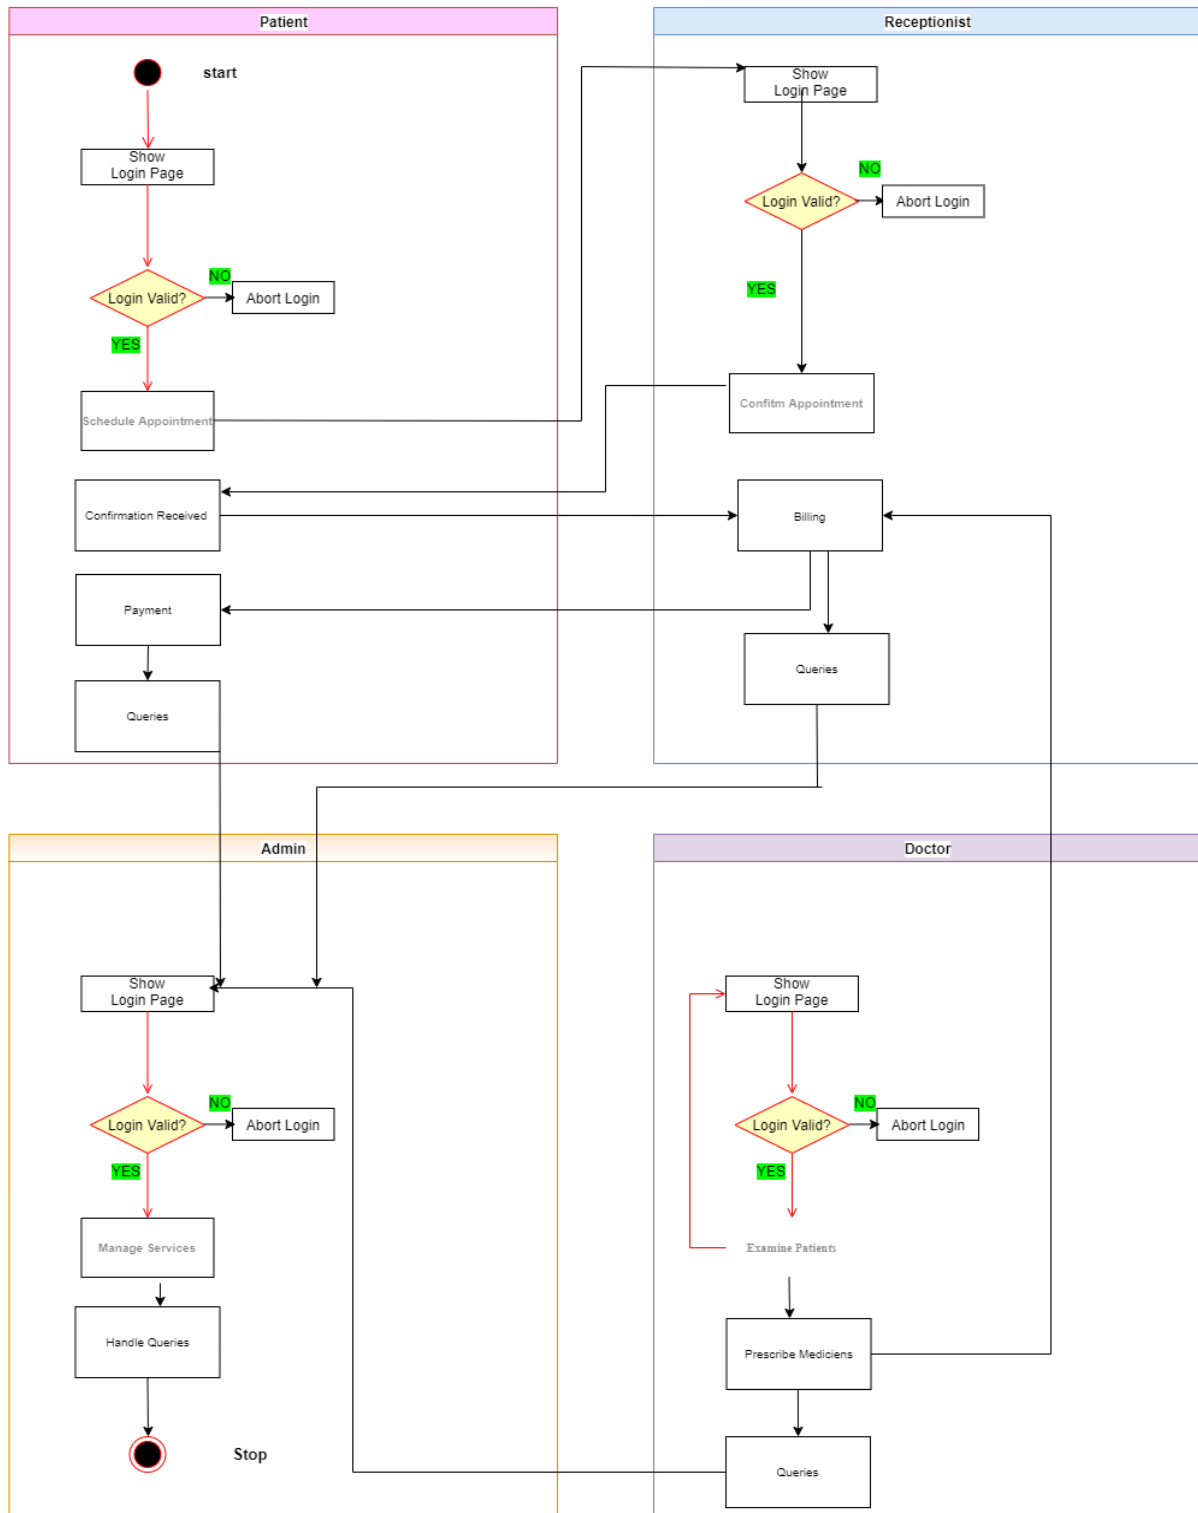 Patient
start
Show
Login Page
Login Valid?
NO
Abort Login
YES
Schedule Appointment
Confirmation Received
Payment
Queries
Receptionist
Show
Login Page
Login Valid?
NO
Abort Login
YES
Confitm Appointment
Billing
Queries
Admin
Show
Login Page
Login Valid?
NO
Abort Login
YES
Manage Services
Handle Queries
Stop
Doctor
Show
Login Page
Login Valid?
NO
Abort Login
YES
Examine Patients
Prescribe Mediciens
Queries